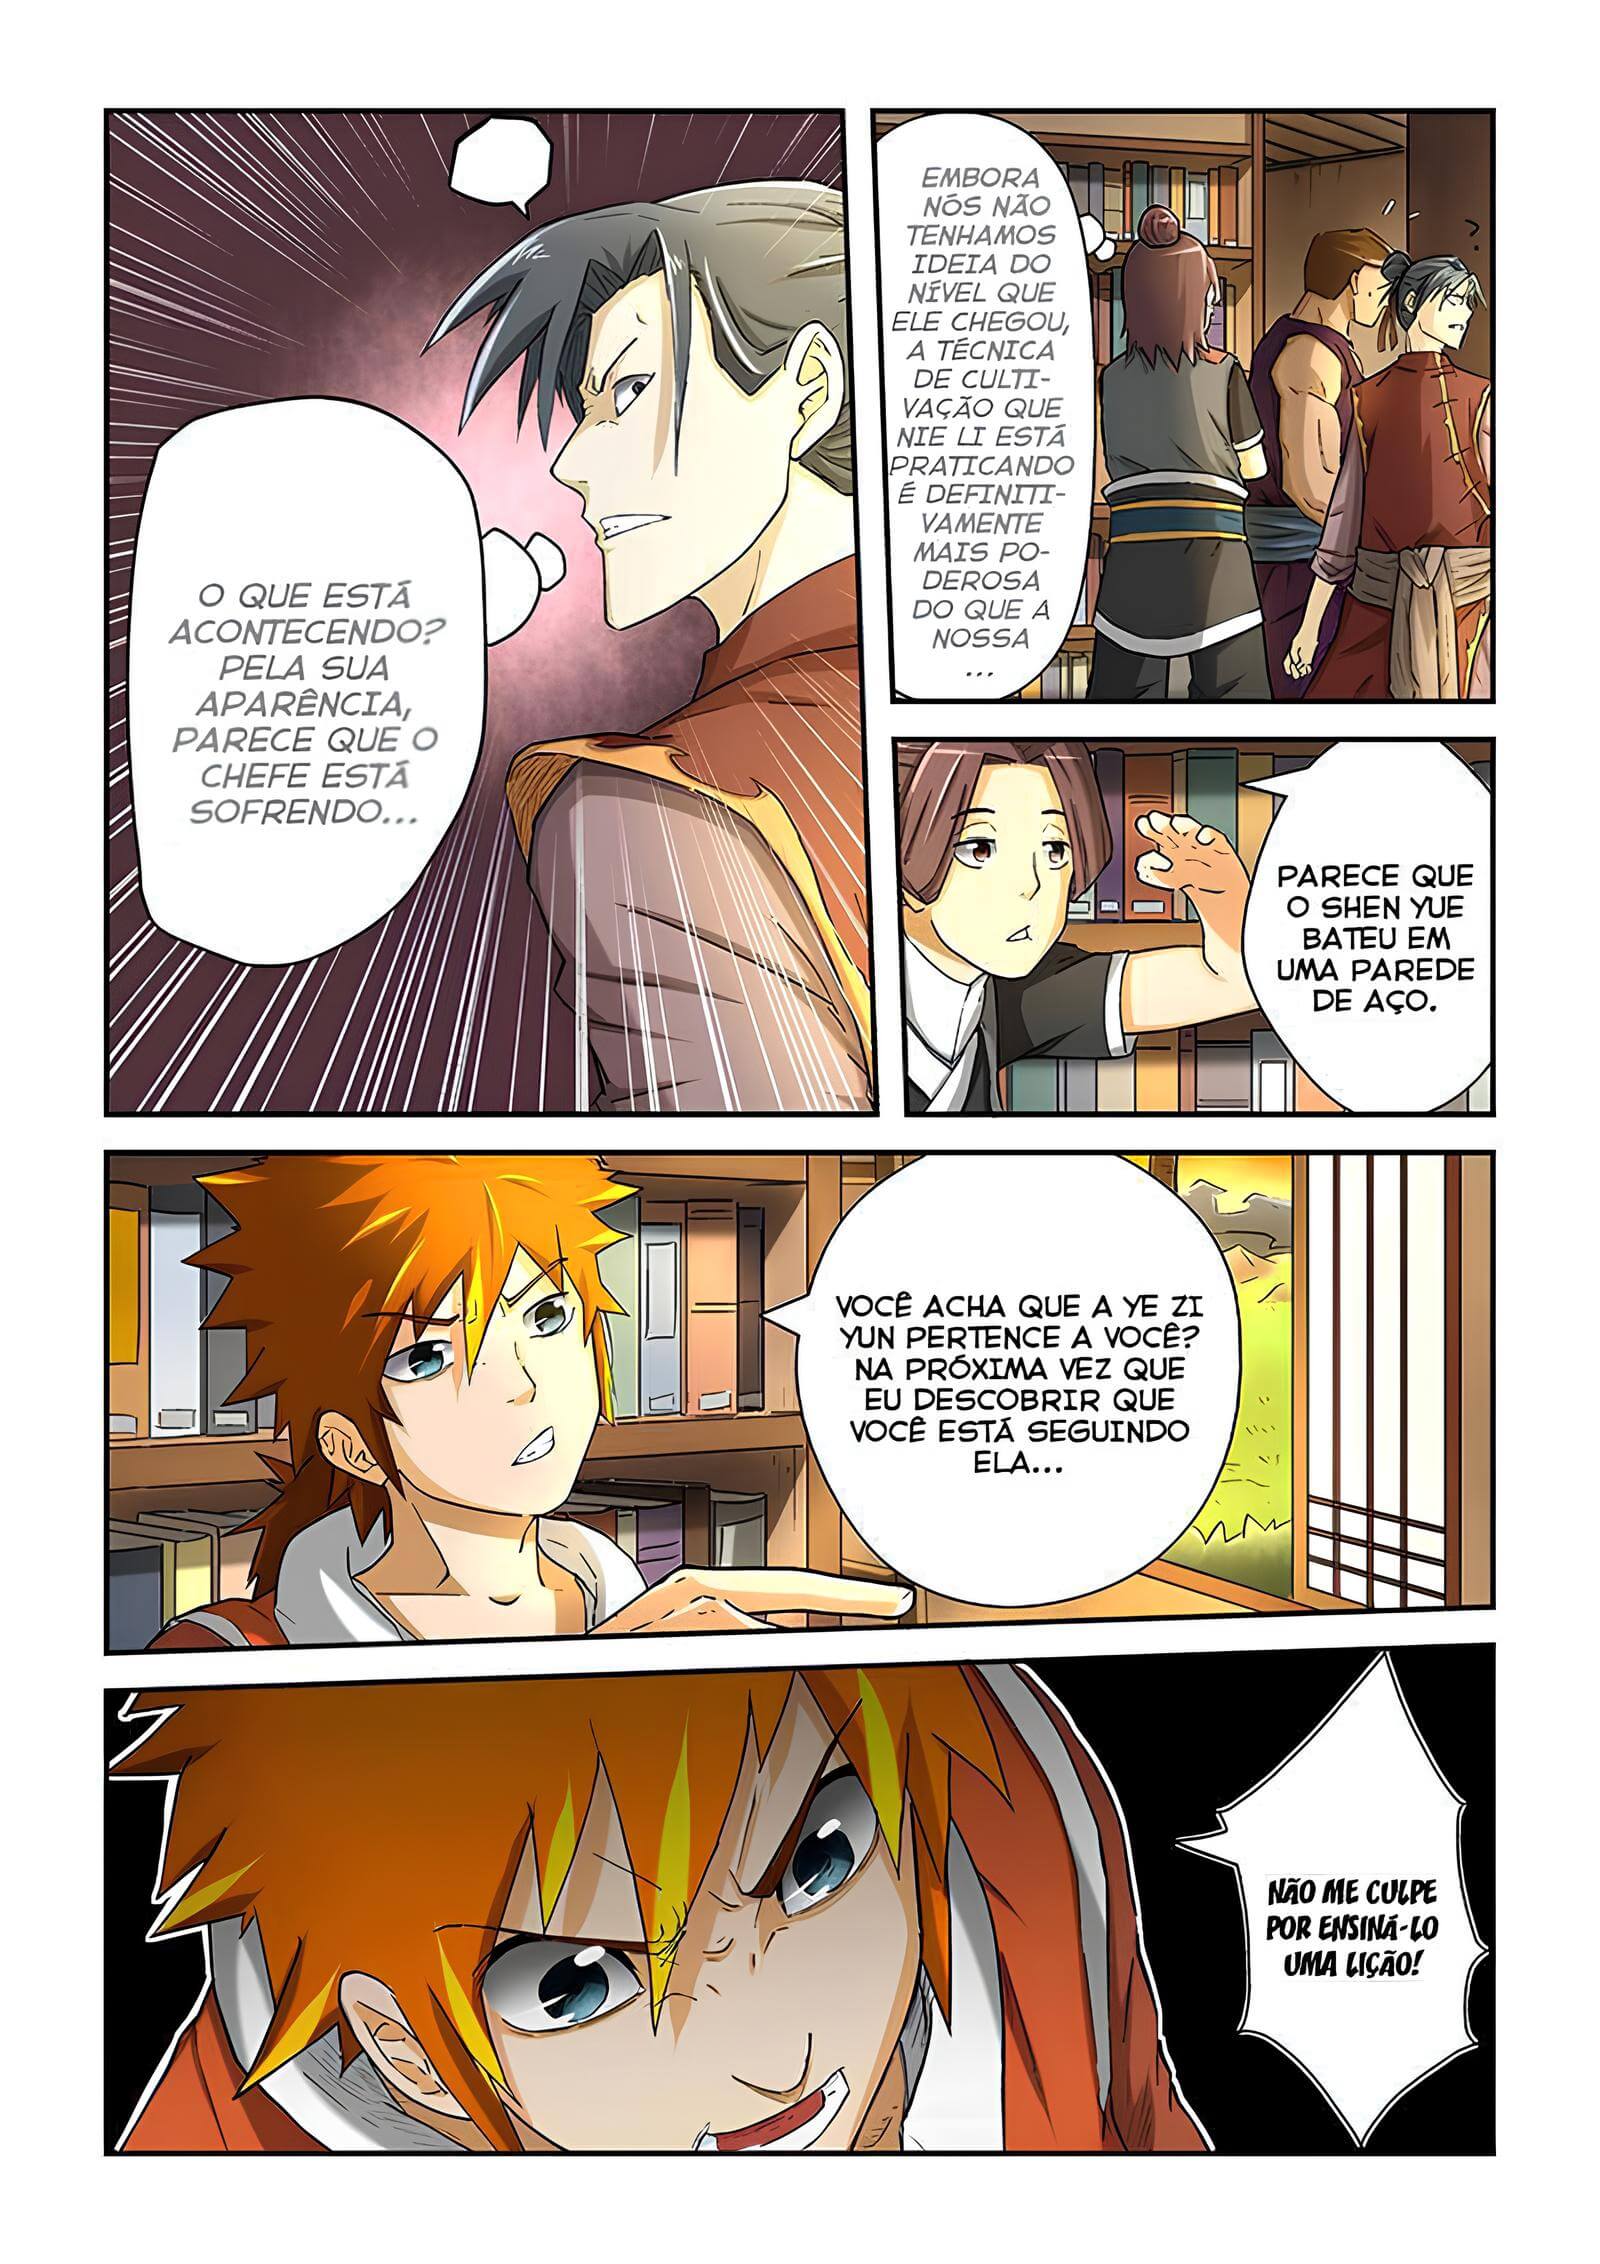 O QUE ESTÁ
ACONTECENDO?
PELA SUA
APARÊNCIA,
PARECE QUE O
CHEFE ESTÁ
SOFRENDO...
EMBORA
NÓS NÃO
TENHAMOS
IDEIA DO
NÍVEL QUE
ELE CHEGOU,
A TÉCNICA
DE CULTI-
VAÇÃO QUE
NIE LI ESTÁ
PRATICANDO
É DEFINITI-
VAMENTE
MAIS PO-
DEROSA
DO QUE A
NOSSA
...
?
PARECE QUE
O SHEN YUE
BATEU EM
UMA PAREDE
DE AÇO.
VOCÊ ACHA QUE A YE ZI
YUN PERTENCE A VOCÊ?
NA PRÓXIMA VEZ QUE
EU DESCOBRIR QUE
VOCÊ ESTÁ SEGUINDO
ELA...
NÃO ME CULPE
POR ENSINÁ-LO
UMA LIÇÃO!